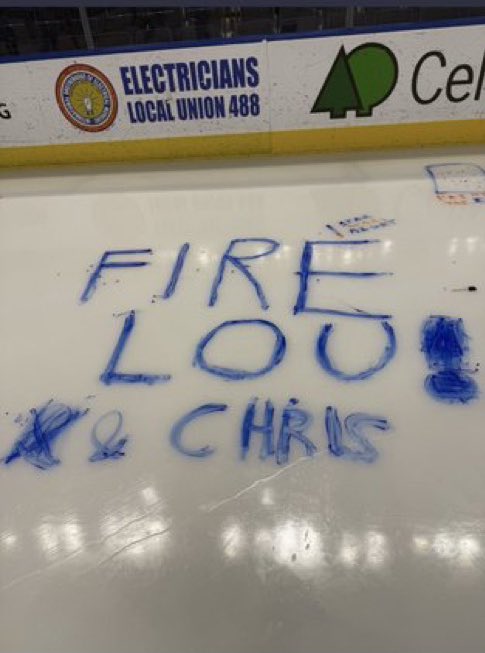 ELECTRICIANS
LOCAL UNION 488
Cel
G
FIRE
LOU!
& CHRIS